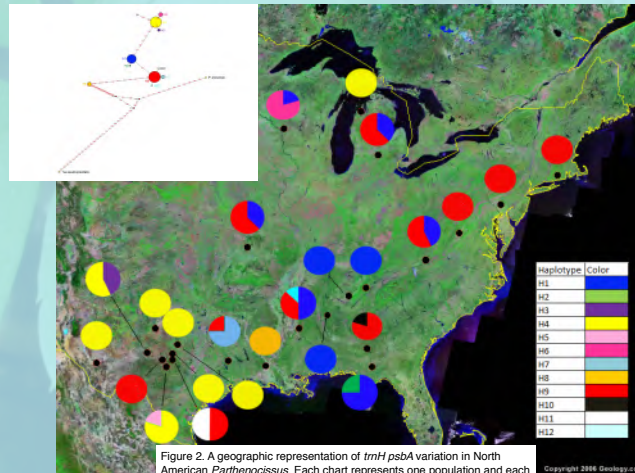 Haplotype Color
H1
H2
H3
H4
H5
H6
H7
H8
H9
H10
H11
H12
Figure 2. A geographic representation of trnH psbA variation in North
American Parthenocissus. Each chart represents one population and each
Copyright 2006 Geology.c